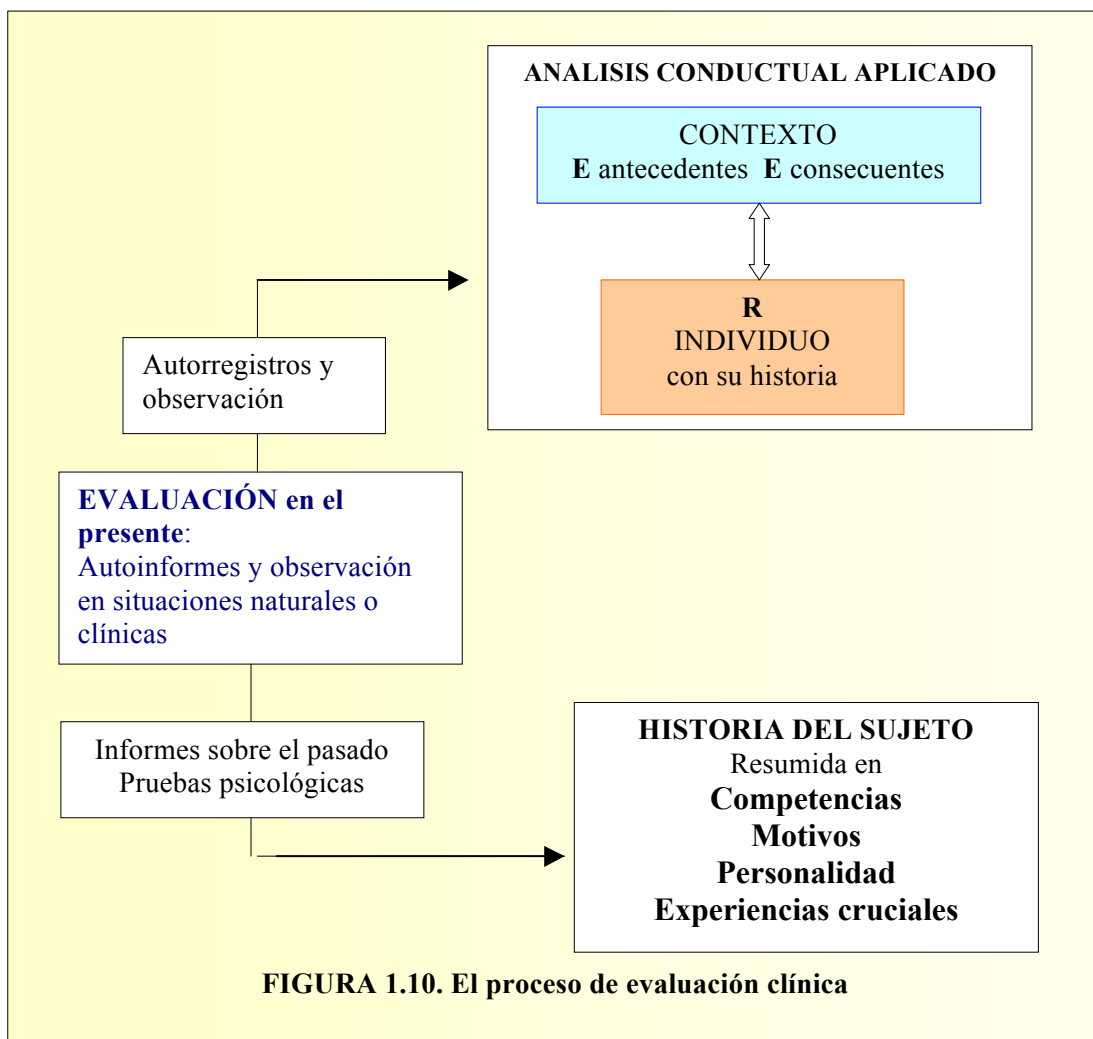 ANALISIS CONDUCTUAL APLICADO
CONTEXTO
E antecedentes E consecuentes
R
INDIVIDUO
con su historia
Autorregistros y
observación
EVALUACIÓN en el
presente:
Autoinformes y observación
en situaciones naturales o
clínicas
Informes sobre el pasado
Pruebas psicológicas
HISTORIA DEL SUJETO
Resumida en
Competencias
Motivos
Personalidad
Experiencias cruciales
FIGURA 1.10. El proceso de evaluación clínica